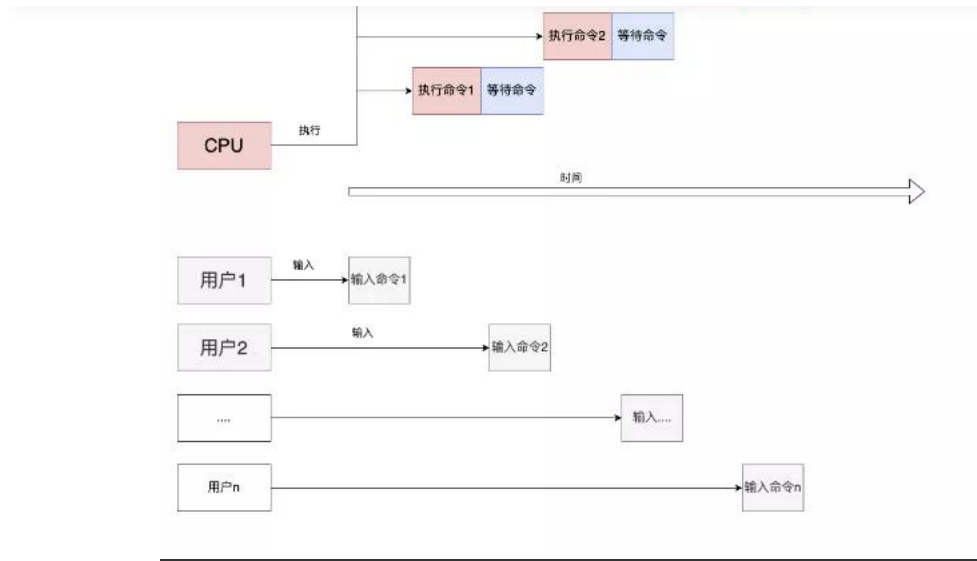 执行命令2 等待命令
执行命令1 等待命令
执行
CPU
时间
用户1
输入
输入命令1
用户2
输入
输入命令2
....
输入....
用户n
输入命令n